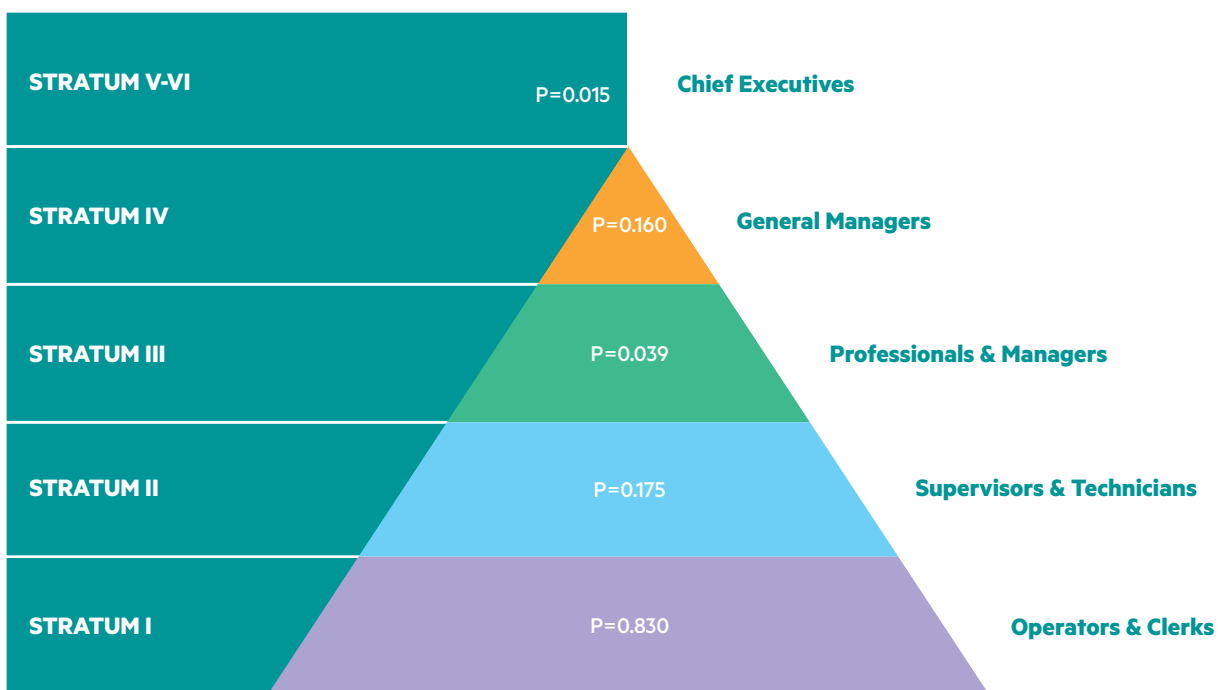 STRATUM V-VI
P=0.015
Chief Executives
STRATUM IV
P=0.160
General Managers
STRATUM III
P=0.039
Professionals & Managers
STRATUM II
P=0.175
Supervisors & Technicians
STRATUM I
P=0.830
Operators & Clerks